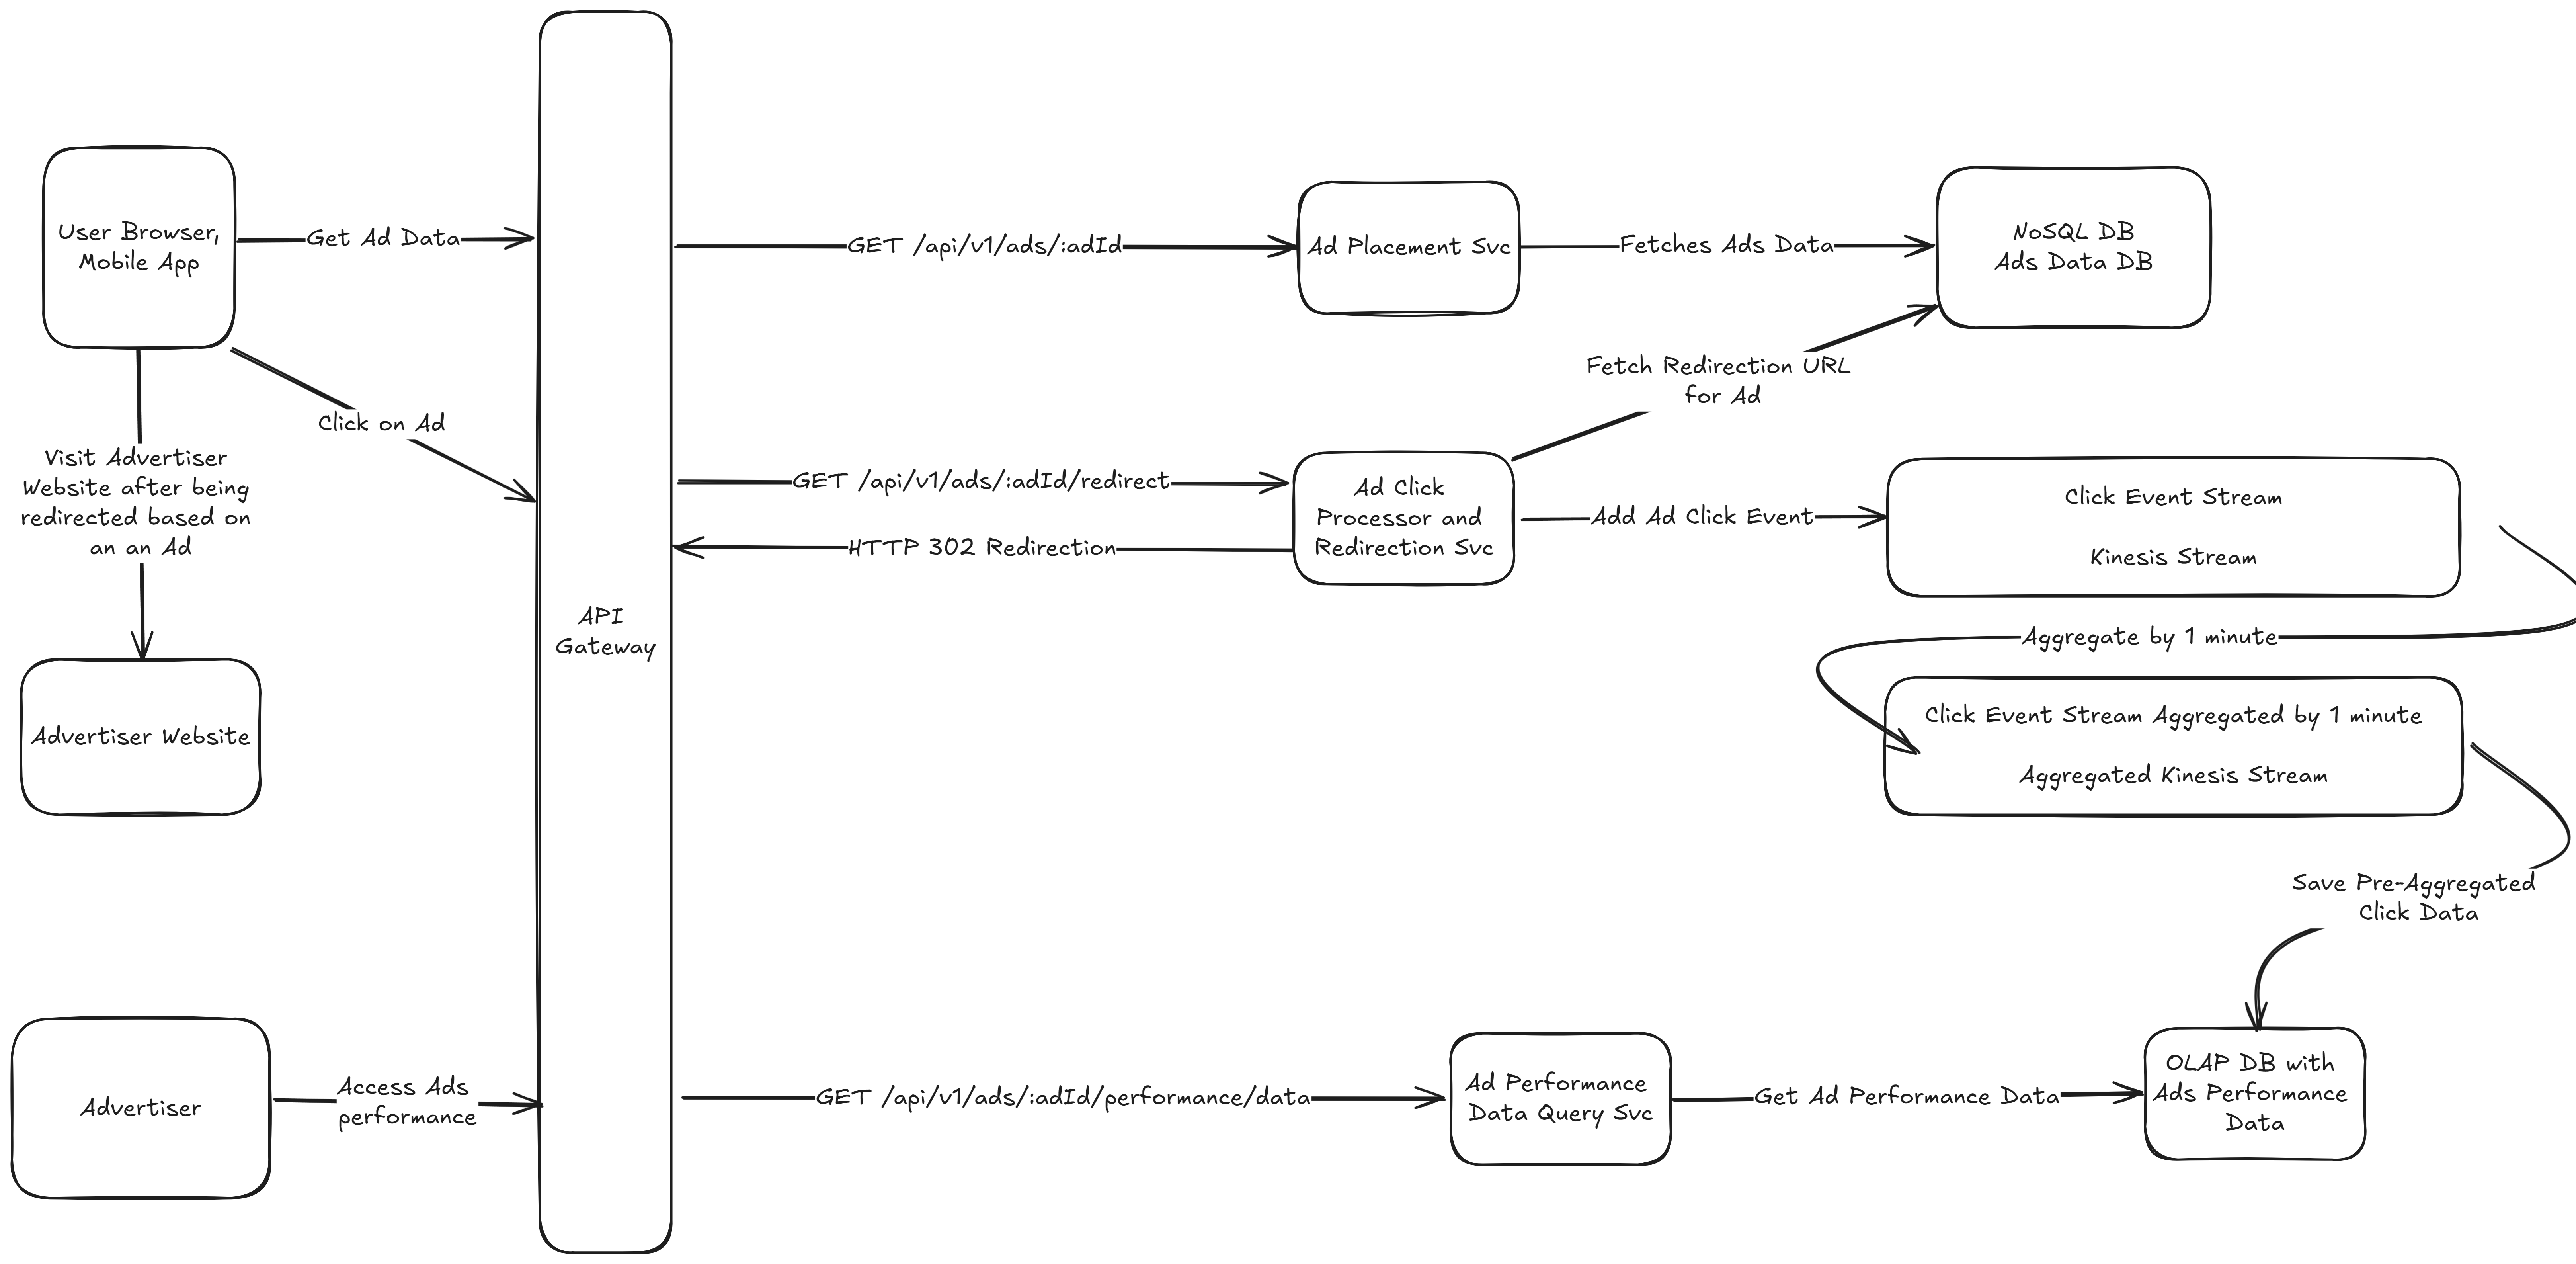 User Browser,
Mobile App
Get Ad Data
GET /api/v1/ads/:adId
Ad Placement Svc
Fetches Ads Data
NoSQL DB
Ads Data DB
Fetch Redirection URL
for Ad
Click on Ad
Visit Advertiser
Website after being
redirected based on
an an Ad
GET /api/v1/ads/:adId/redirect
HTTP 302 Redirection
Ad Click
Processor and
Redirection Svc
Add Ad Click Event
Click Event Stream
Kinesis Stream
API
Gateway
Aggregate by 1 minute
Click Event Stream Aggregated by 1 minute
Aggregated Kinesis Stream
Advertiser Website
Save Pre-Aggregated
Click Data
Advertiser
Access Ads
performance
GET /api/v1/ads/:adId/performance/data
Ad Performance
Data Query Svc
Get Ad Performance Data
OLAP DB with
Ads Performance
Data